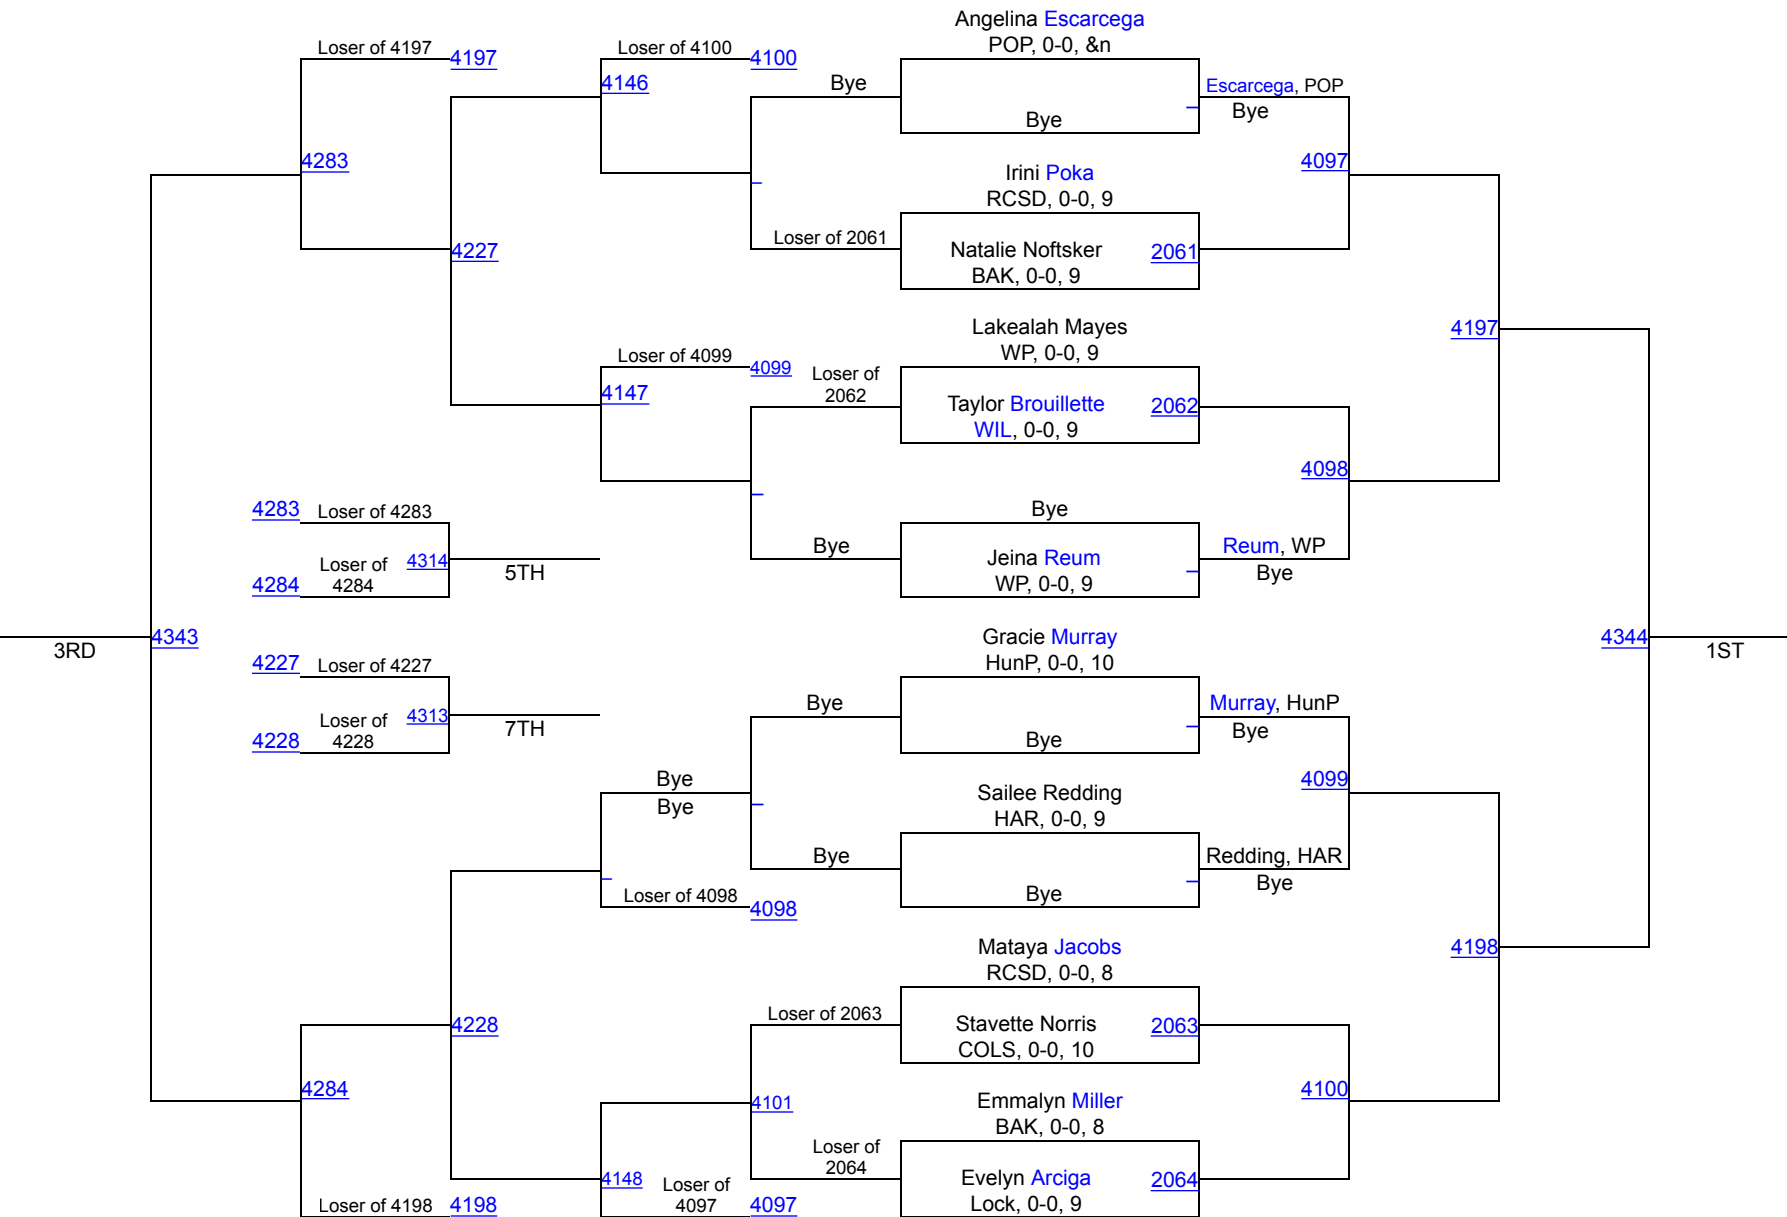 Angelina Escarcega
POP, 0-0, &n
Loser of 4197
4197
Loser of 4100
4100
4146
Bye
Escarcega, POP
Bye
Bye
4283
4097
Irini Poka
RCSD, 0-0, 9
Loser of 2061
4227
Natalie Noftsker
2061
BAK, 0-0, 9
Lakealah Mayes
4197
WP, 0-0, 9
Loser of 4099
4099
Loser of
2062
4147
Taylor Brouillette
2062
WIL, 0-0, 9
4098
4283
Loser of 4283
Bye
Bye
Reum, WP
Jeina Reum
Loser of
4284
4314
5TH
Bye
4284
WP, 0-0, 9
3RD
4343
Gracie Murray
4344
1ST
HunP, 0-0, 10
4227
Loser of 4227
Bye
Murray, HunP
Loser of
4228
4313
7TH
Bye
4228
Bye
Bye
Bye
4099
Sailee Redding
HAR, 0-0, 9
Bye
Redding, HAR
Bye
Loser of 4098
4098
Bye
Mataya Jacobs
4198
RCSD, 0-0, 8
Loser of 2063
4228
Stavette Norris
2063
COLS, 0-0, 10
4284
4101
4100
Emmalyn Miller
BAK, 0-0, 8
Loser of
2064
4148
Loser of
4097
4097
Evelyn Arciga
2064
Lock, 0-0, 9
Loser of 4198
4198